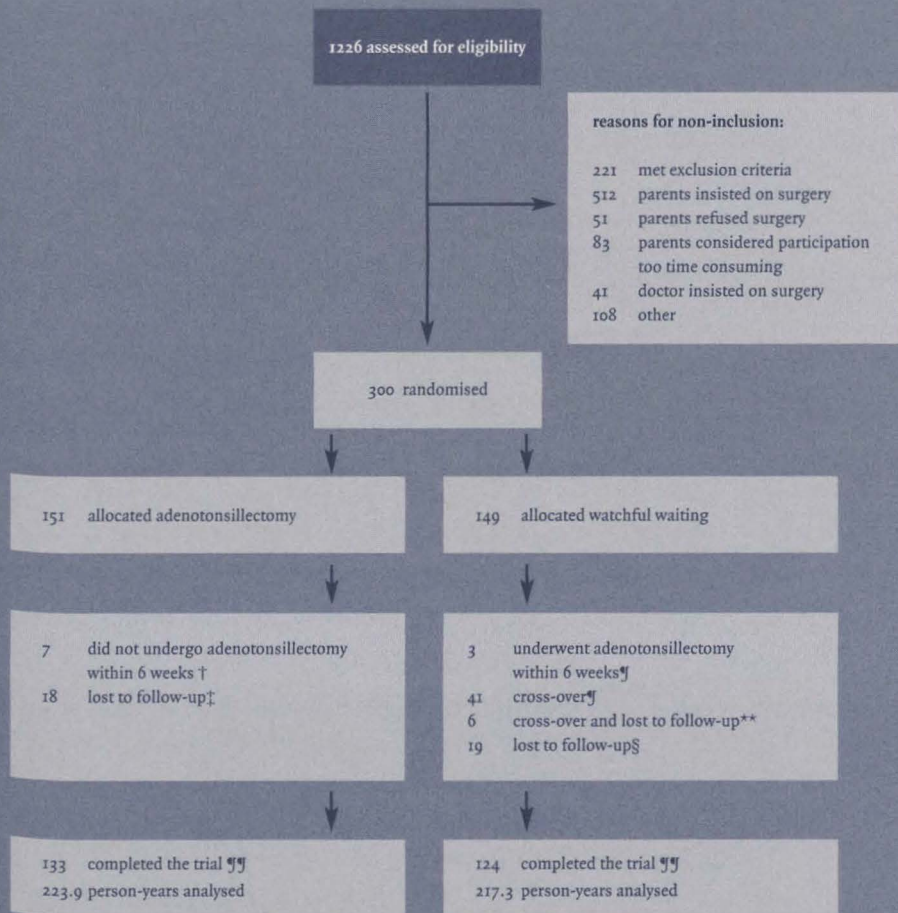 1226 assessed for eligibility
reasons for non-inclusion:
221 met exclusion criteria
512 parents insisted on surgery
51 parents refused surgery
83 parents considered participation
too time consuming
41 doctor insisted on surgery
108 other
300 randomised
151 allocated adenotonsillectomy
149 allocated watchful waiting
7 did not undergo adenotonsillectomy
within 6 weeks †
18 lost to follow-up‡
3 underwent adenotonsillectomy
within 6 weeks¶
41 cross-over¶
6 cross-over and lost to follow-up**
19 lost to follow-up§
133 completed the trial ¶¶
223.9 person-years analysed
124 completed the trial ¶¶
217.3 person-years analysed